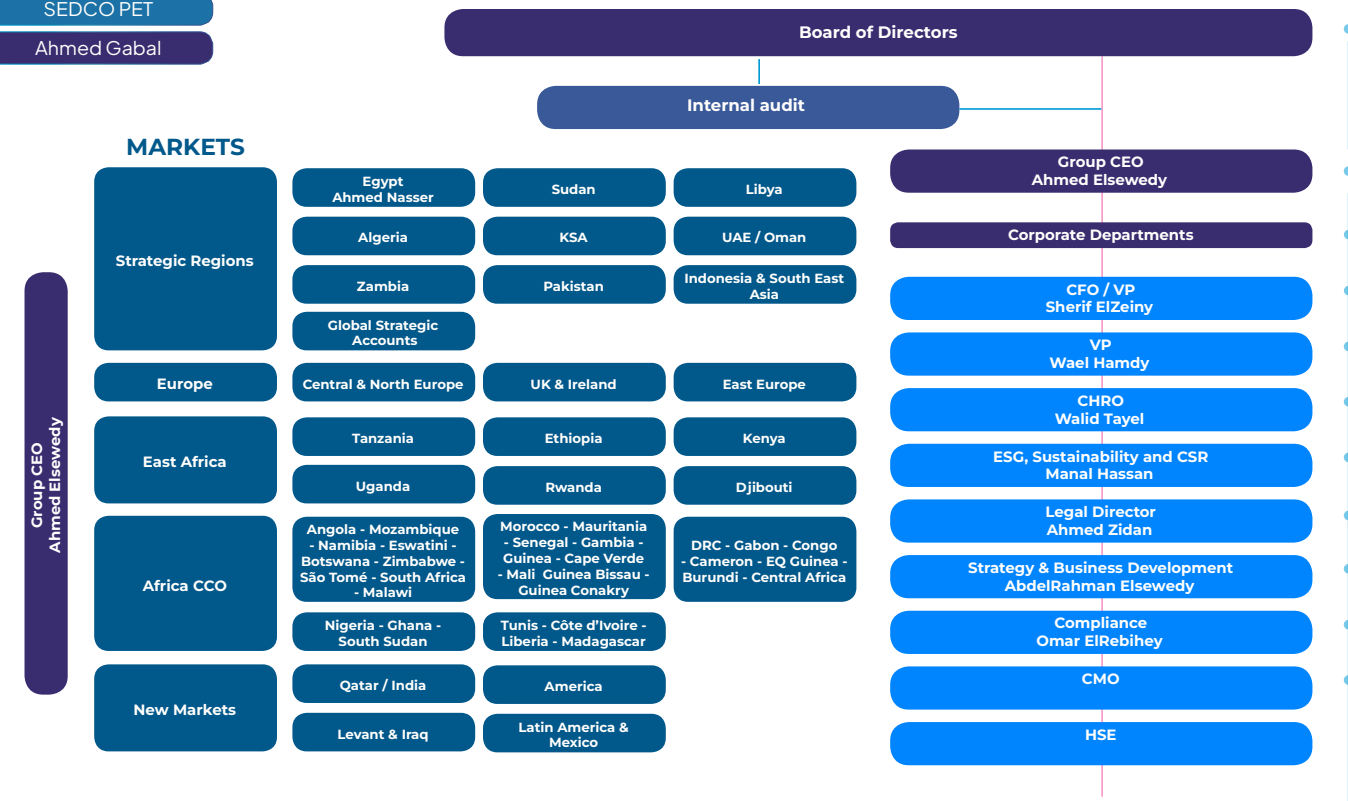 SEDCO PET
Ahmed Gabal
Board of Directors
Internal audit
MARKETS
Group CEO
Ahmed Elsewedy
Strategic Regions
Egypt
Ahmed Nasser
Sudan
Libya
Algeria
KSA
UAE / Oman
Zambia
Pakistan
Indonesia & South East
Asia
Global Strategic
Accounts
Europe
Central & North Europe
UK & Ireland
East Europe
East Africa
Tanzania
Ethiopia
Kenya
Uganda
Rwanda
Djibouti
Africa CCO
Angola - Mozambique
- Namibia - Eswatini -
Botswana - Zimbabwe -
São Tomé - South Africa
- Malawi
Morocco - Mauritania
- Senegal - Gambia -
Guinea - Cape Verde
- Mali  Guinea Bissau -
Guinea Conakry
DRC - Gabon - Congo
- Cameron - EQ Guinea -
Burundi - Central Africa
Nigeria - Ghana -
South Sudan
Tunis - Côte d’Ivoire -
Liberia - Madagascar
New Markets
Qatar / India
America
Levant & Iraq
Latin America &
Mexico
Group CEO
Ahmed Elsewedy
Corporate Departments
CFO / VP
Sherif ElZeiny
VP
Wael Hamdy
CHRO
Walid Tayel
ESG, Sustainability and CSR
Manal Hassan
Legal Director
Ahmed Zidan
Strategy & Business Development
AbdelRahman Elsewedy
Compliance
Omar ElRebihey
CMO
HSE